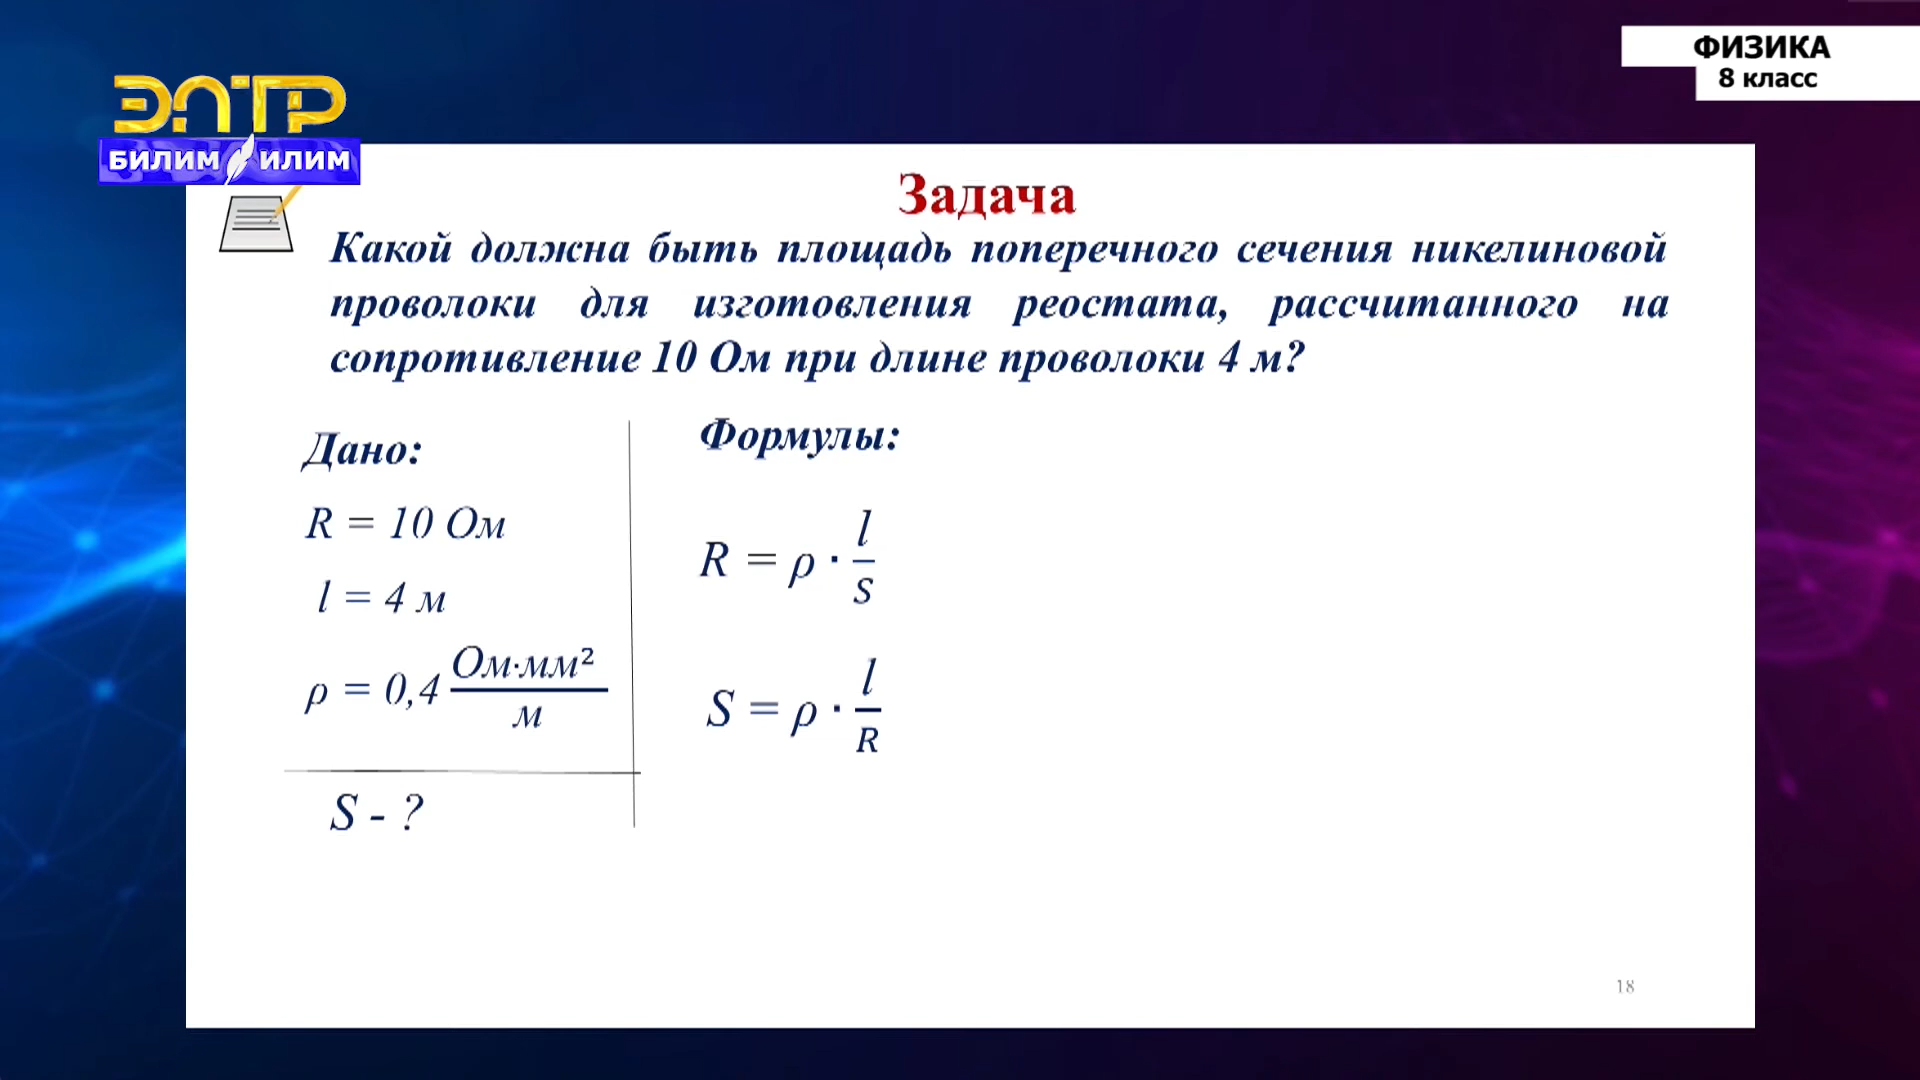 ФИЗИКА
8 класс
ЭЛТР
БИЛИМ ИЛИМ
Задача
Какой должна быть площадь поперечного сечения никелиновой
проволоки для изготовления реостата, рассчитанного на
сопротивление 10 Ом при длине проволоки 4 м?
Дано:
R = 10 Ом
l = 4 м
ρ = 0,4 Ом·мм²/м
S - ?
Формулы:
R = ρ · l/S
S = ρ · l/R
18